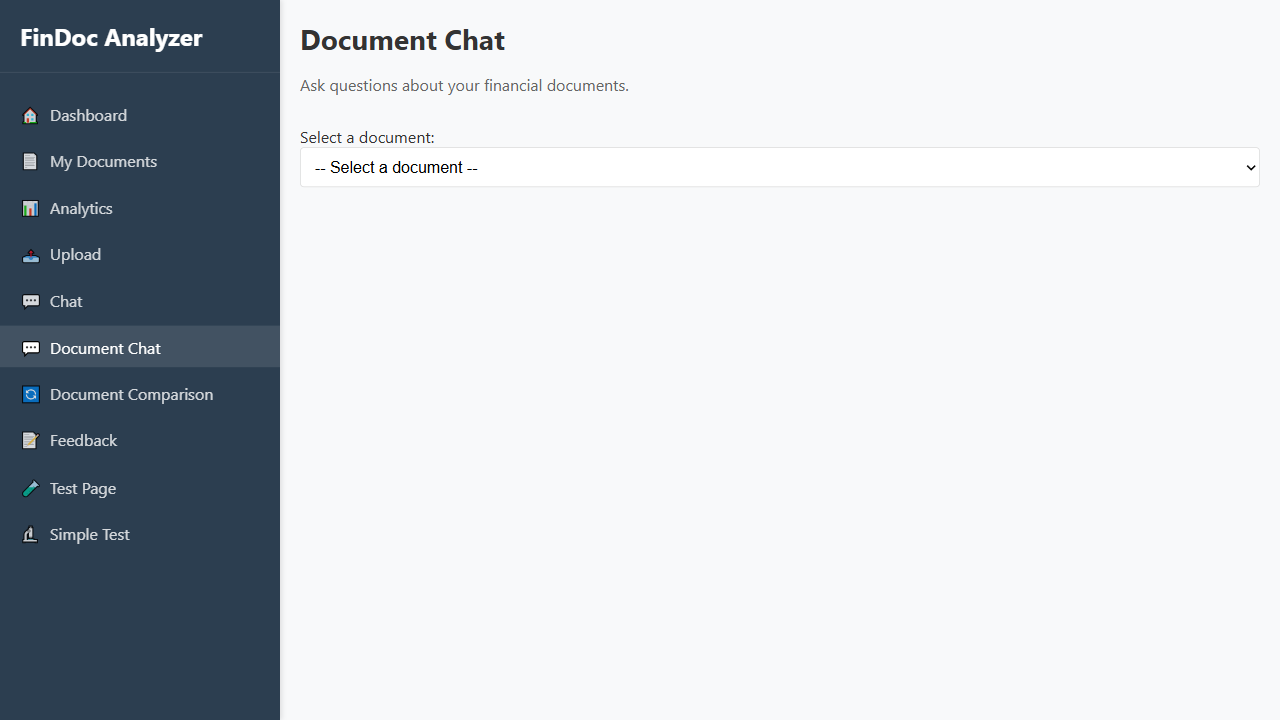 FinDoc Analyzer
Dashboard
My Documents
Analytics
Upload
Chat
Document Chat
Document Comparison
Feedback
Test Page
Simple Test
Document Chat
Ask questions about your financial documents.
Select a document:
-- Select a document --